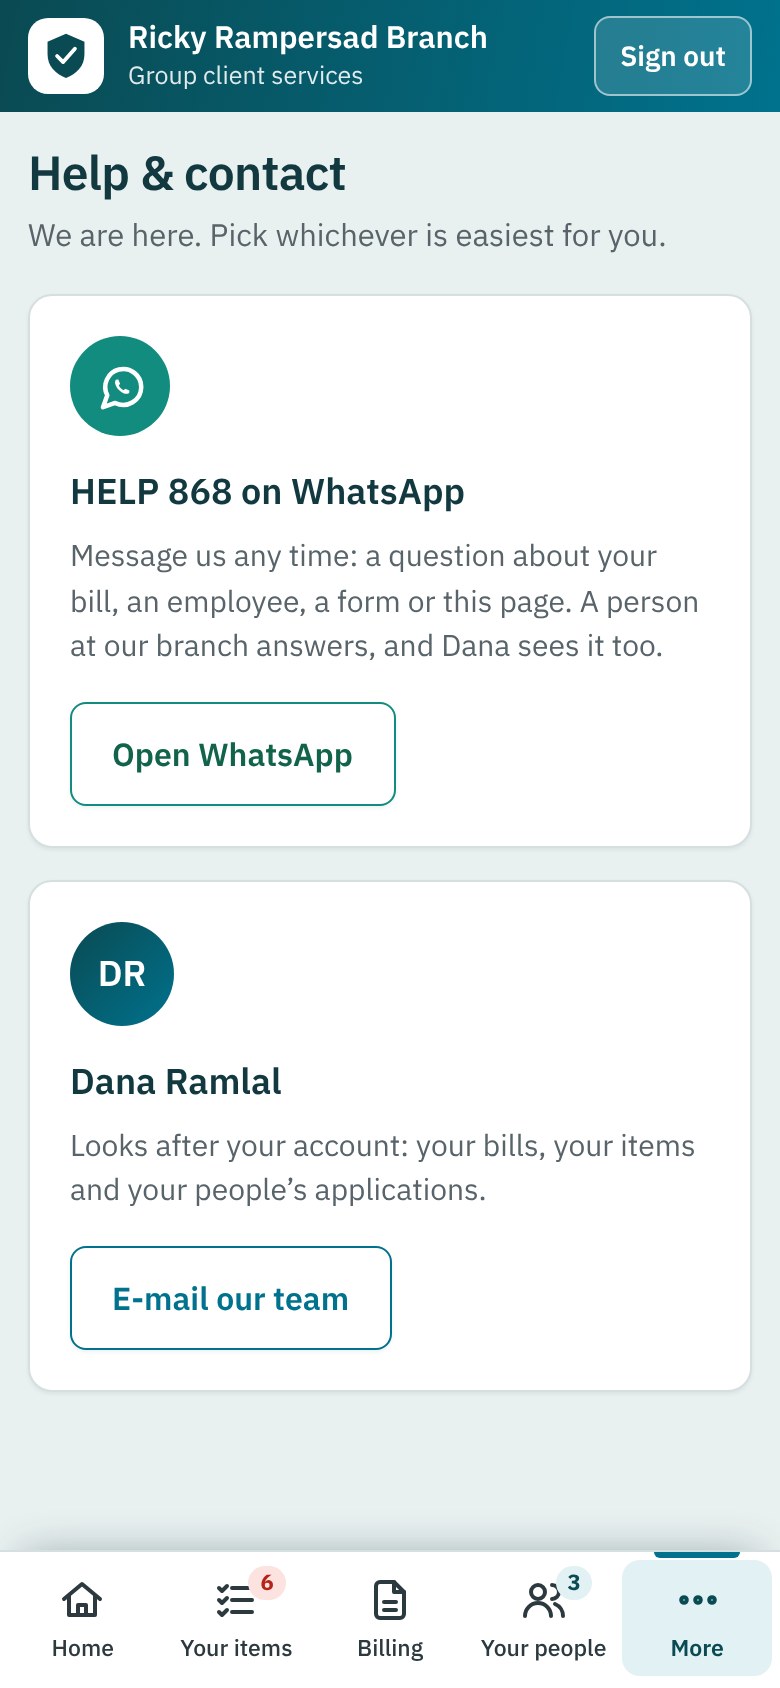 Ricky Rampersad Branch
Group client services
Sign out
Help & contact
We are here. Pick whichever is easiest for you.
HELP 868 on WhatsApp
Message us any time: a question about your
bill, an employee, a form or this page. A person
at our branch answers, and Dana sees it too.
Open WhatsApp
DR
Dana Ramlal
Looks after your account: your bills, your items
and your people’s applications.
E-mail our team
6
3
Home
Your items
Billing
Your people
More